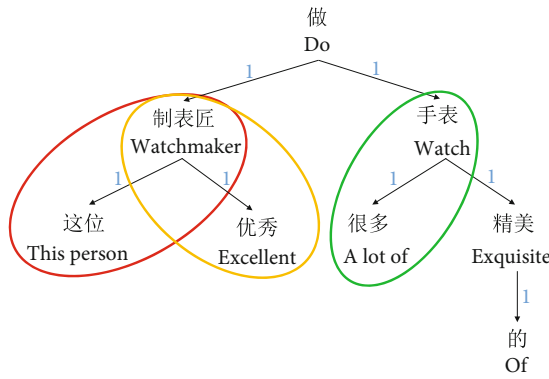 做
Do
1
1
制表匠
Watchmaker
手表
Watch
1
1
1
1
这位
This person
优秀
Excellent
很多
A lot of
精美
Exquisite
1
的
Of